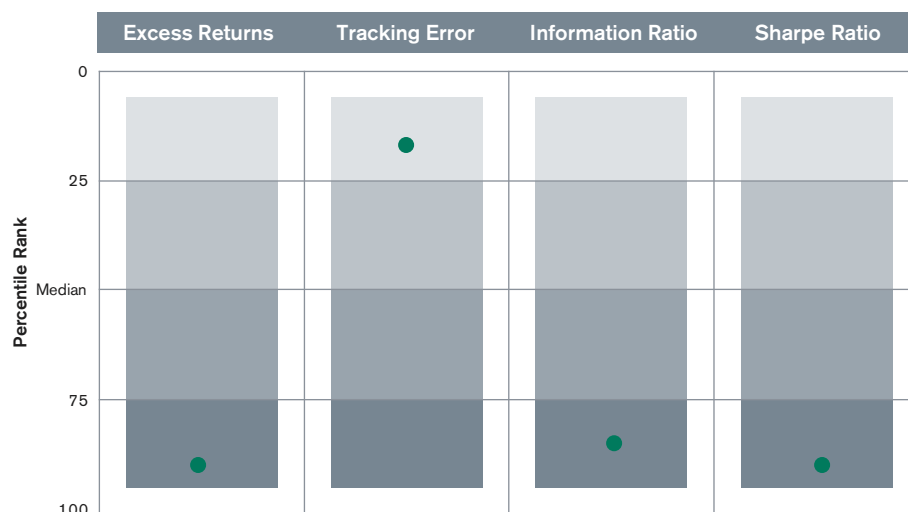 Excess Returns Tracking Error Information Ratio Sharpe Ratio
0
25
Percentile Rank
Median
75
100